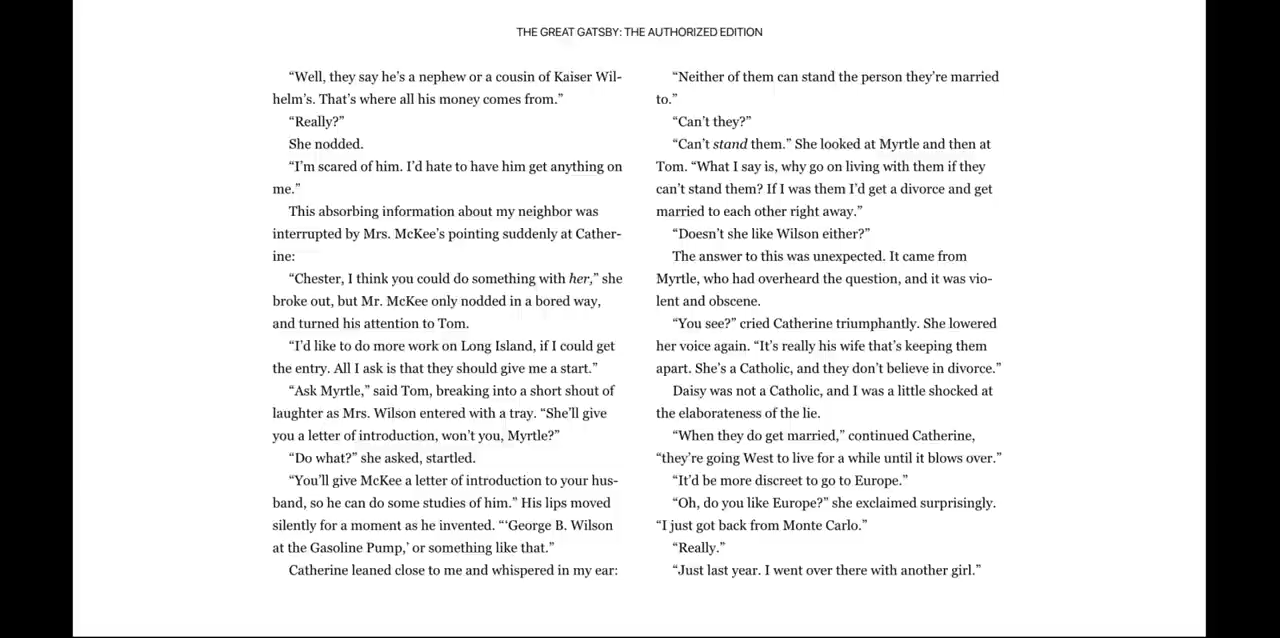 THE GREAT GATSBY: THE AUTHORIZED EDITION
“Well, they say he’s a nephew or a cousin of Kaiser Wil-
helm’s. That’s where all his money comes from.”
“Really?”
She nodded.
“I’m scared of him. I’d hate to have him get anything on
me.”
This absorbing information about my neighbor was
interrupted by Mrs. McKee’s pointing suddenly at Cather-
ine:
“Chester, I think you could do something with her,” she
broke out, but Mr. McKee only nodded in a bored way,
and turned his attention to Tom.
“I’d like to do more work on Long Island, if I could get
the entry. All I ask is that they should give me a start.”
“Ask Myrtle,” said Tom, breaking into a short shout of
laughter as Mrs. Wilson entered with a tray. “She’ll give
you a letter of introduction, won’t you, Myrtle?”
“Do what?” she asked, startled.
“You’ll give McKee a letter of introduction to your hus-
band, so he can do some studies of him.” His lips moved
silently for a moment as he invented. “‘George B. Wilson
at the Gasoline Pump,’ or something like that.”
Catherine leaned close to me and whispered in my ear:
“Neither of them can stand the person they’re married
to.”
“Can’t they?”
“Can’t stand them.” She looked at Myrtle and then at
Tom. “What I say is, why go on living with them if they
can’t stand them? If I was them I’d get a divorce and get
married to each other right away.”
“Doesn’t she like Wilson either?”
The answer to this was unexpected. It came from
Myrtle, who had overheard the question, and it was vio-
lent and obscene.
“You see?” cried Catherine triumphantly. She lowered
her voice again. “It’s really his wife that’s keeping them
apart. She’s a Catholic, and they don’t believe in divorce.”
Daisy was not a Catholic, and I was a little shocked at
the elaborateness of the lie.
“When they do get married,” continued Catherine,
“they’re going West to live for a while until it blows over.”
“It’d be more discreet to go to Europe.”
“Oh, do you like Europe?” she exclaimed surprisingly.
“I just got back from Monte Carlo.”
“Really.”
“Just last year. I went over there with another girl.”